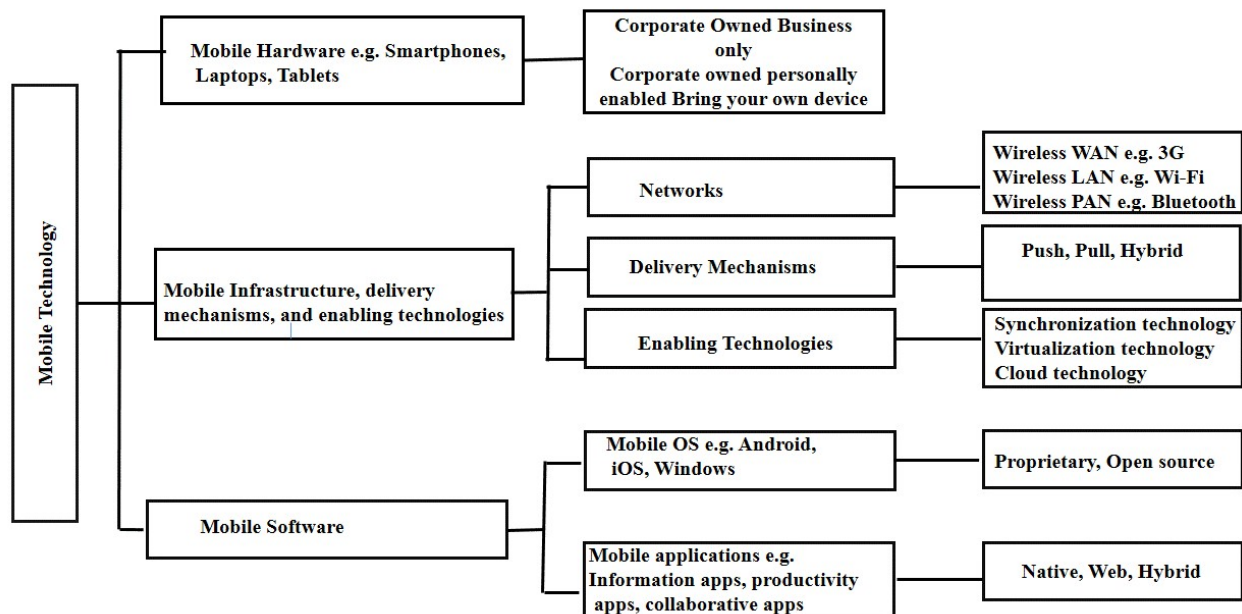 Mobile Technology
Mobile Hardware e.g. Smartphones,
Laptops, Tablets
Corporate Owned Business
only
Corporate owned personally
enabled Bring your own device
Mobile Infrastructure, delivery
mechanisms, and enabling technologies
Networks
Wireless WAN e.g. 3G
Wireless LAN e.g. Wi-Fi
Wireless PAN e.g. Bluetooth
Delivery Mechanisms
Push, Pull, Hybrid
Enabling Technologies
Synchronization technology
Virtualization technology
Cloud technology
Mobile Software
Mobile OS e.g. Android,
iOS, Windows
Proprietary, Open source
Mobile applications e.g.
Information apps, productivity
apps, collaborative apps
Native, Web, Hybrid